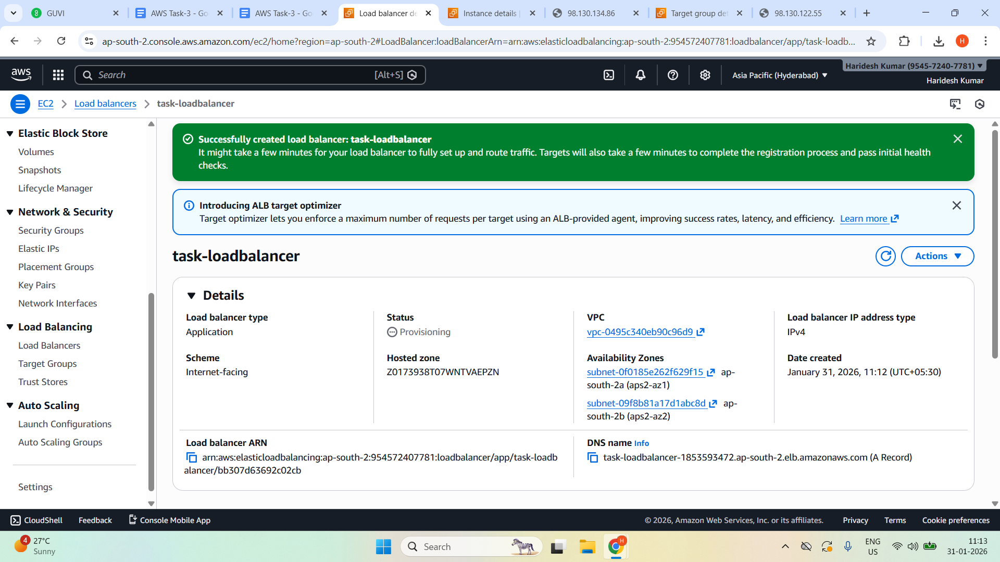 GUVI
AWS Task-3 - Go
AWS Task-3 - Go
Load balancer de
Instance details |
98.130.134.86
Target group det
98.130.122.55
ap-south-2.console.aws.amazon.com/ec2/home?region=ap-south-2#LoadBalancer:loadBalancerArn=arn:aws:elasticloadbalancing:ap-south-2:954572407781:loadbalancer/app/task-loadb...
H
aws
Search
[Alt+S]
Asia Pacific (Hyderabad)
Haridesh Kumar (9545-7240-7781)
Haridesh Kumar
EC2
Load balancers
task-loadbalancer
Elastic Block Store
Volumes
Snapshots
Lifecycle Manager
Network & Security
Security Groups
Elastic IPs
Placement Groups
Key Pairs
Network Interfaces
Load Balancing
Load Balancers
Target Groups
Trust Stores
Auto Scaling
Launch Configurations
Auto Scaling Groups
Settings
Successfully created load balancer: task-loadbalancer
It might take a few minutes for your load balancer to fully set up and route traffic. Targets will also take a few minutes to complete the registration process and pass initial health
checks.
Introducing ALB target optimizer
Target optimizer lets you enforce a maximum number of requests per target using an ALB-provided agent, improving success rates, latency, and efficiency. Learn more
task-loadbalancer
Actions
Details
Load balancer type
Application
Status
Provisioning
VPC
vpc-0495c340eb90c96d9
Load balancer IP address type
IPv4
Scheme
Internet-facing
Hosted zone
Z0173938T07WNTVAEPZN
Availability Zones
subnet-0f0185e262f629f15 ap-
south-2a (aps2-az1)
subnet-09f8b81a17d1abc8d ap-
south-2b (aps2-az2)
Date created
January 31, 2026, 11:12 (UTC+05:30)
Load balancer ARN
arn:aws:elasticloadbalancing:ap-south-2:954572407781:loadbalancer/app/task-loadb
alancer/bb307d63692c02cb
DNS name Info
task-loadbalancer-1853593472.ap-south-2.elb.amazonaws.com (A Record)
CloudShell
Feedback
Console Mobile App
© 2026, Amazon Web Services, Inc. or its affiliates.
Privacy
Terms
Cookie preferences
4
27°C
Sunny
Search
H
ENG
US
11:13
31-01-2026